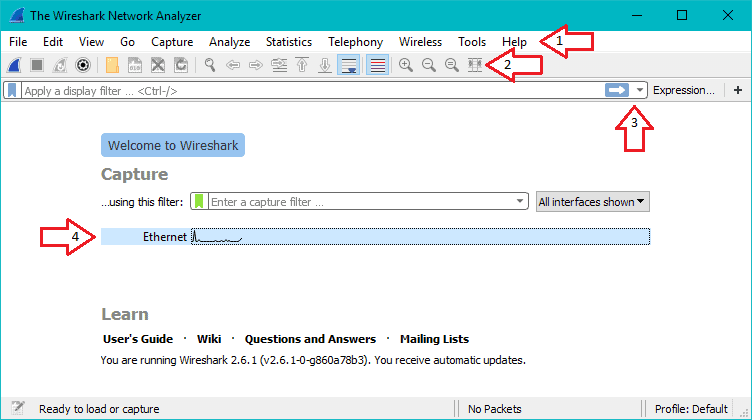 The Wireshark Network Analyzer
File Edit View Go Capture Analyze Statistics Telephony Wireless Tools Help 1
2
Apply a display filter ... <Ctrl-/> Expression... +
3
Welcome to Wireshark
Capture
...using this filter: Enter a capture filter ... All interfaces shown
4 Ethernet
Learn
User's Guide · Wiki · Questions and Answers · Mailing Lists
You are running Wireshark 2.6.1 (v2.6.1-0-g860a78b3). You receive automatic updates.
Ready to load or capture No Packets Profile: Default